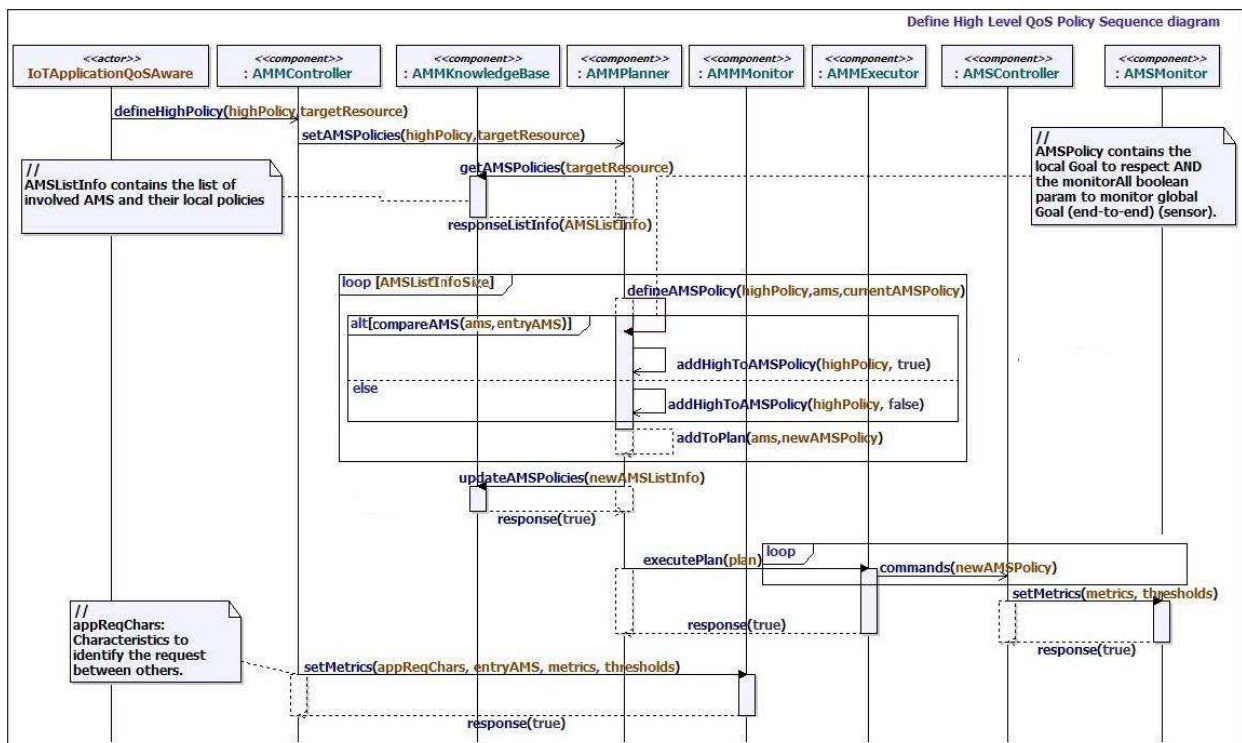 Define High Level QoS Policy Sequence diagram
<<actor>>
IoTApplicationQoSAware
<<component>>
: AMMController
<<component>>
: AMMKnowledgeBase
<<component>>
: AMMPlanner
<<component>>
: AMMMonitor
<<component>>
: AMMExecutor
<<component>>
: AMSController
<<component>>
: AMSMonitor
defineHighPolicy(highPolicy,targetResource)
setAMSPolicies(highPolicy,targetResource)
//
AMSPolicy contains the
local Goal to respect AND
the monitorAll boolean
param to monitor global
Goal (end-to-end) (sensor).
//
AMSListInfo contains the list of
involved AMS and their local policies
getAMSPolicies(targetResource)
responseListInfo(AMSListInfo)
loop [AMSListInfoSize]
defineAMSPolicy(highPolicy,ams,currentAMSPolicy)
alt[compareAMS(ams,entryAMS)]
addHighToAMSPolicy(highPolicy, true)
else
addHighToAMSPolicy(highPolicy, false)
addToPlan(ams,newAMSPolicy)
updateAMSPolicies(newAMSListInfo)
response(true)
loop
executePlan(plan)
commands(newAMSPolicy)
setMetrics(metrics, thresholds)
response(true)
response(true)
//
appReqChars:
Characteristics to
identify the request
between others.
setMetrics(appReqChars, entryAMS, metrics, thresholds)
response(true)